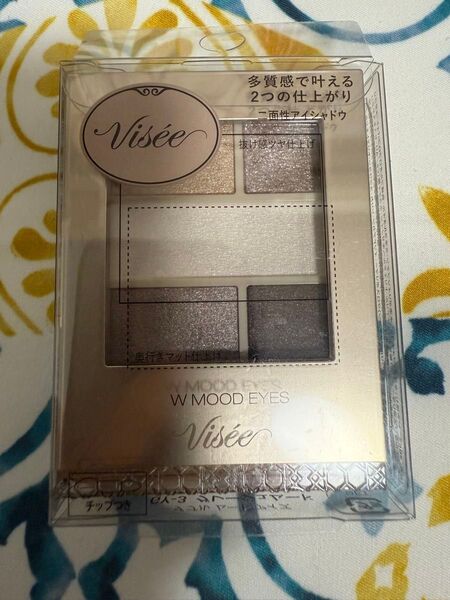 多質感で叶える
2つの仕上がり
Visée
二面性アイシャドウ
抜け感ツヤ仕上げ
奥行きマット仕上げ
W MOOD EYES
W MOOD EYES
Visée
チップつき
GY-3